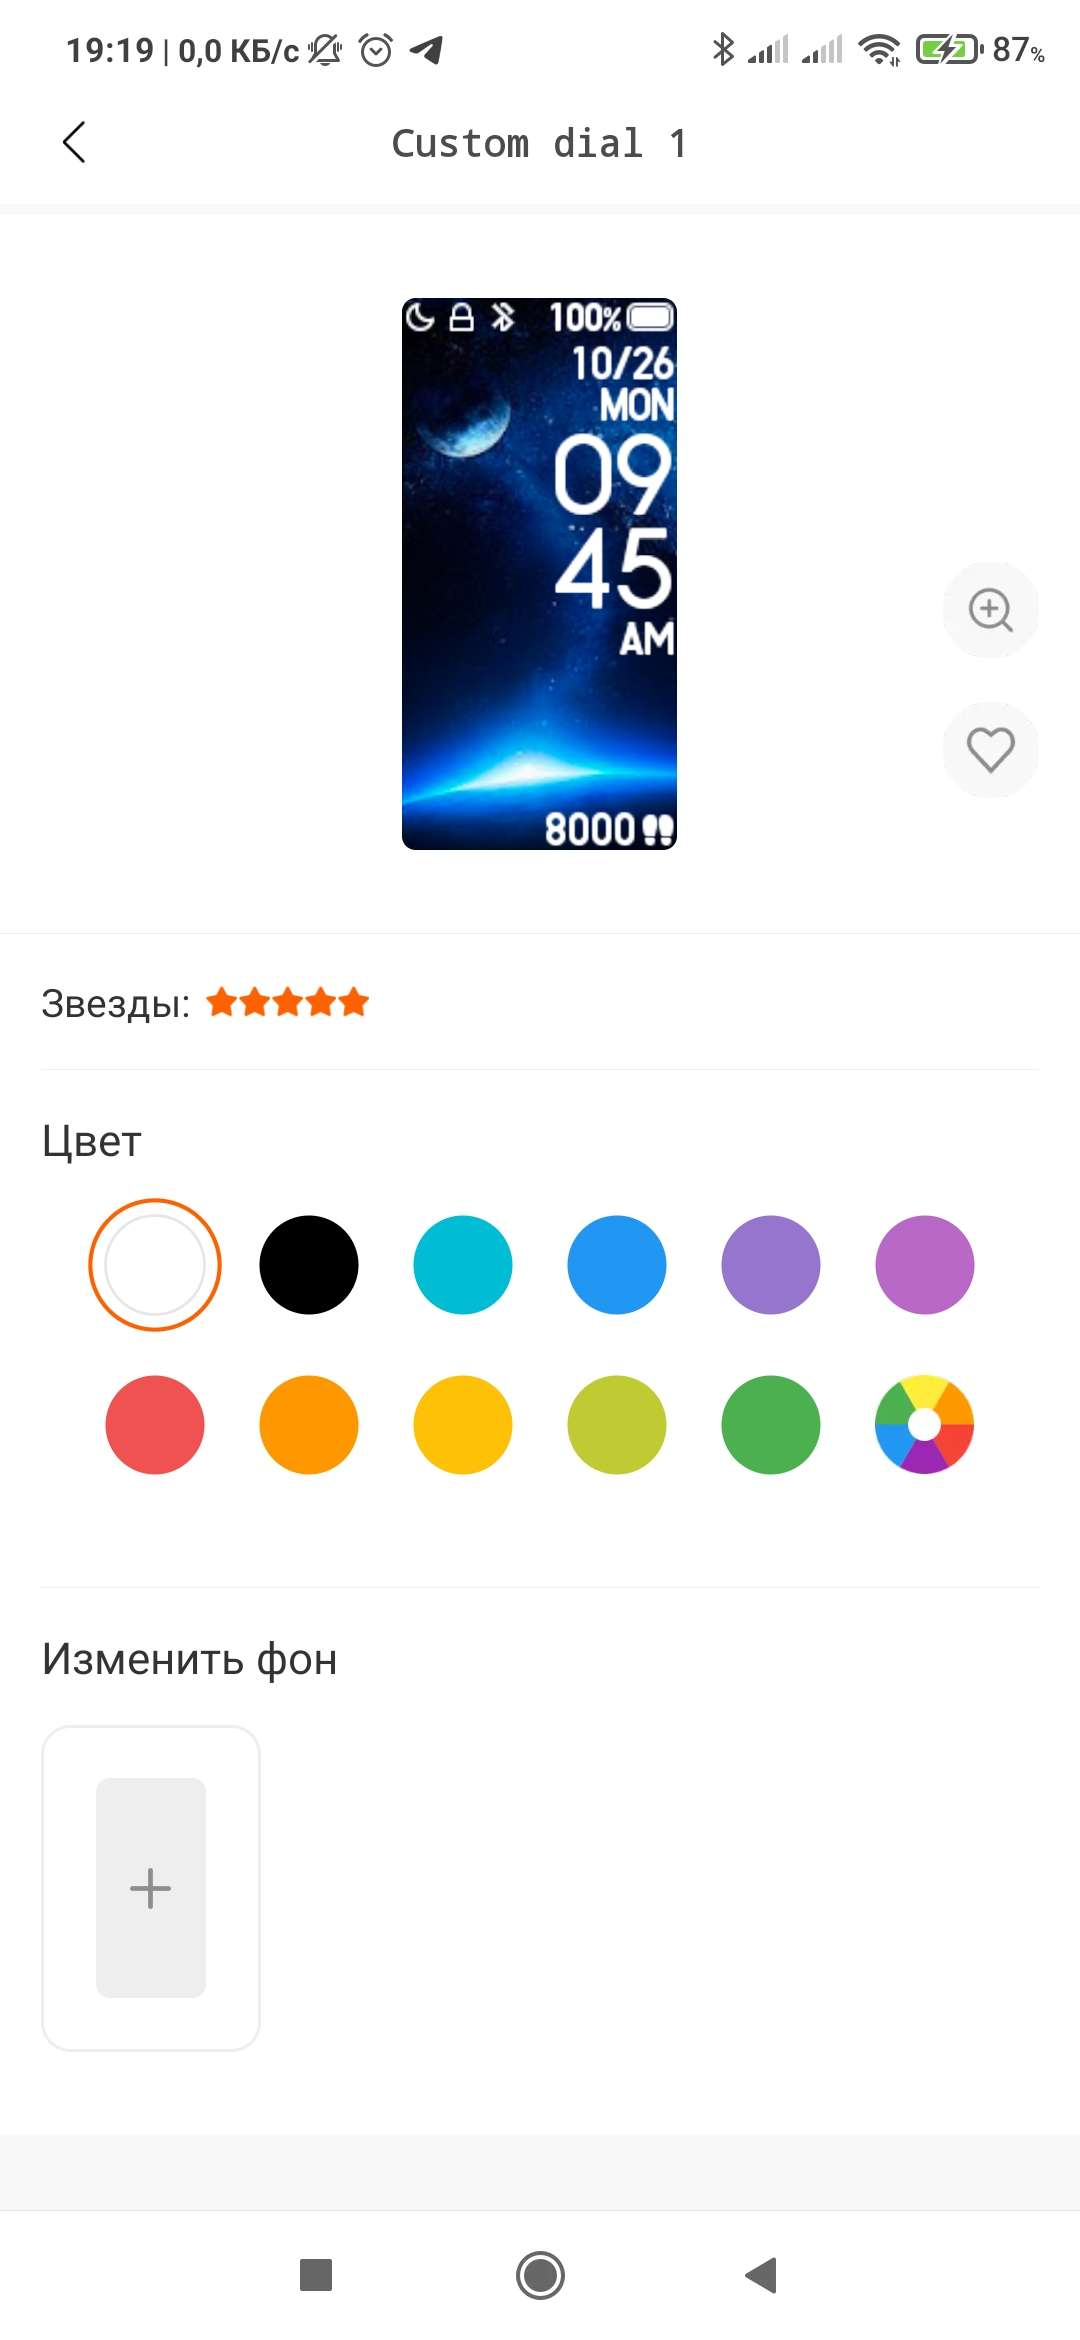 19:19 | 0,0 КБ/с 87%
Custom dial 1
100%
10/26
MON
09
45
AM
8000
Звезды:
Цвет
Изменить фон